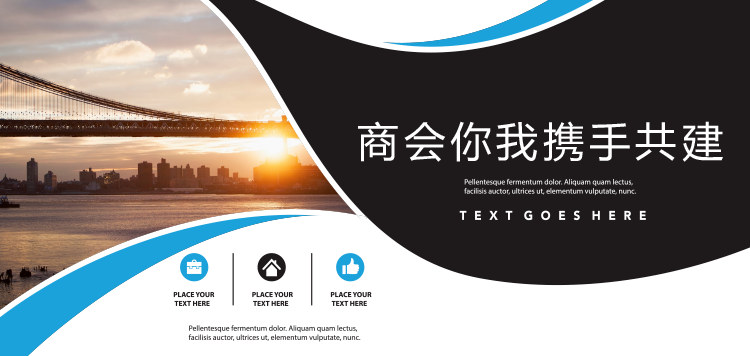 商会你我携手共建
Pellentesque fermentum dolor. Aliquam quam lectus,
facilisis auctor, ultrices ut, elementum vulputate, nunc.
TEXT GOES HERE
PLACE YOUR
TEXT HERE
PLACE YOUR
TEXT HERE
PLACE YOUR
TEXT HERE
Pellentesque fermentum dolor. Aliquam quam lectus,
facilisis auctor, ultrices ut, elementum vulputate, nunc.